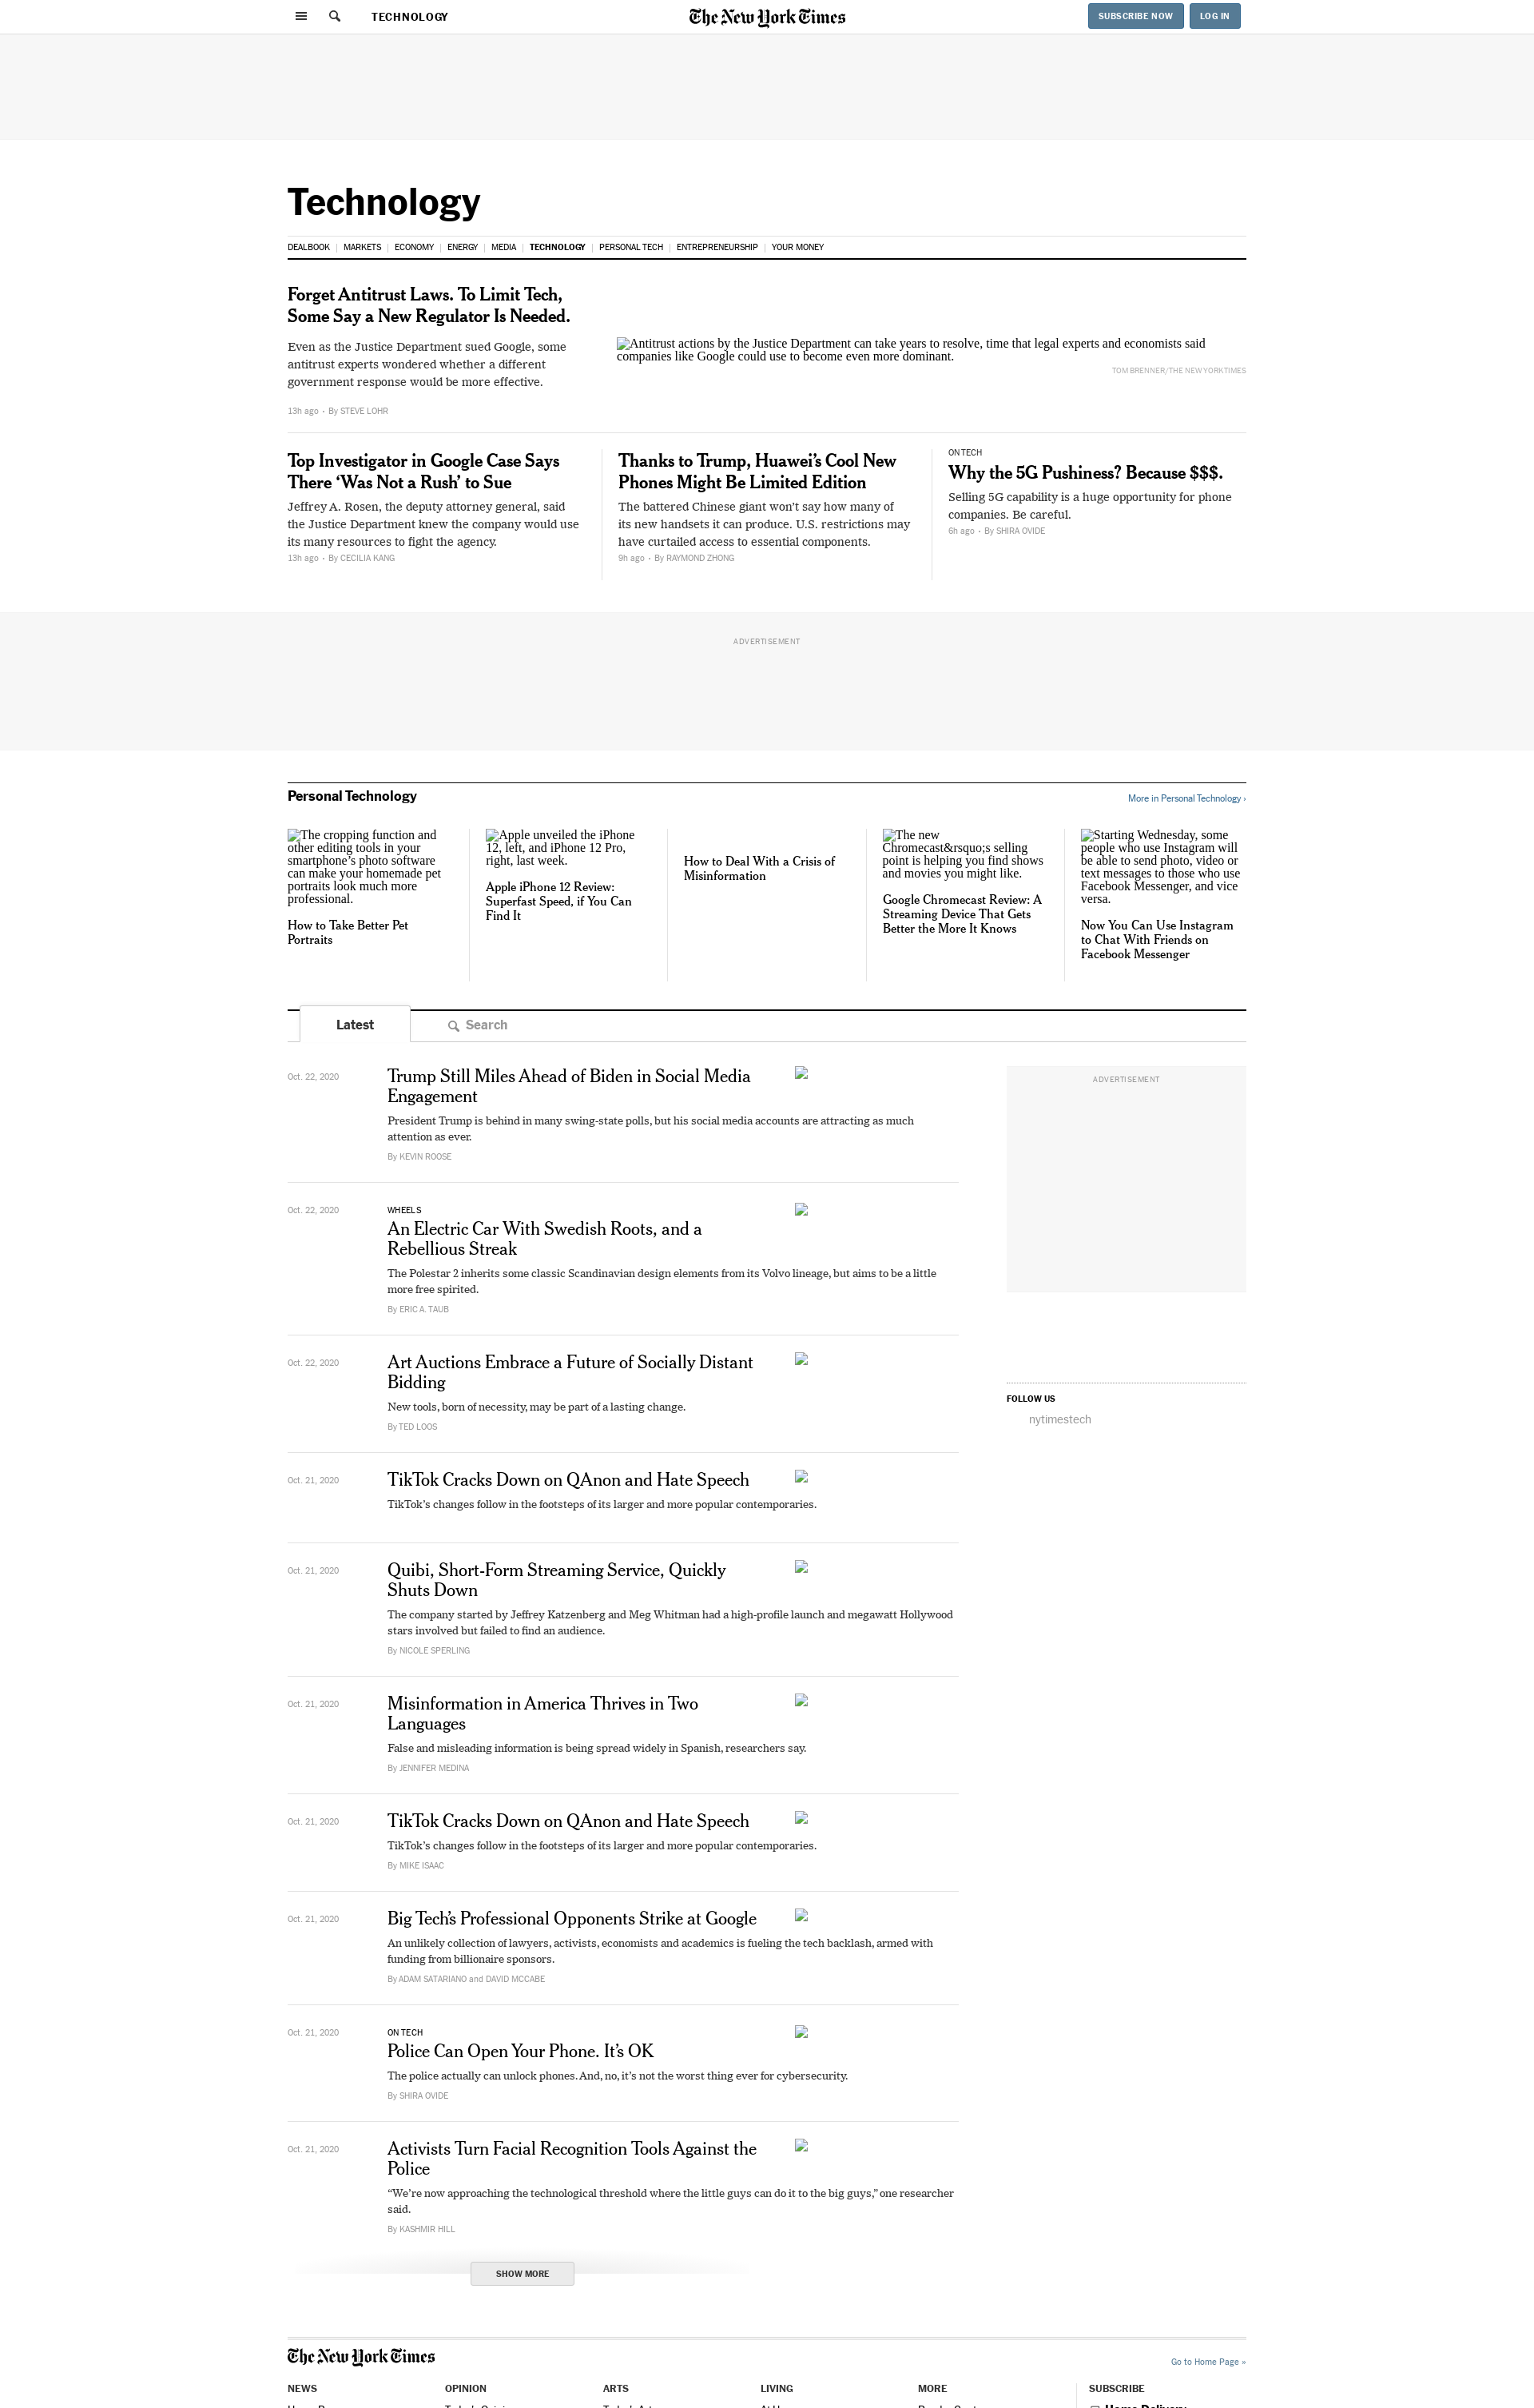 TECHNOLOGY
The New York Times
SUBSCRIBE NOW
LOG IN
Technology
DEALBOOK | MARKETS | ECONOMY | ENERGY | MEDIA | TECHNOLOGY | PERSONAL TECH | ENTREPRENEURSHIP | YOUR MONEY
Forget Antitrust Laws. To Limit Tech,
Some Say a New Regulator Is Needed.
Even as the Justice Department sued Google, some
antitrust experts wondered whether a different
government response would be more effective.
13h ago • By STEVE LOHR
Antitrust actions by the Justice Department can take years to resolve, time that legal experts and economists said
companies like Google could use to become even more dominant.
TOM BRENNER/THE NEW YORK TIMES
Top Investigator in Google Case Says
There ‘Was Not a Rush’ to Sue
Jeffrey A. Rosen, the deputy attorney general, said
the Justice Department knew the company would use
its many resources to fight the agency.
13h ago • By CECILIA KANG
Thanks to Trump, Huawei’s Cool New
Phones Might Be Limited Edition
The battered Chinese giant won’t say how many of
its new handsets it can produce. U.S. restrictions may
have curtailed access to essential components.
9h ago • By RAYMOND ZHONG
ON TECH
Why the 5G Pushiness? Because $$$.
Selling 5G capability is a huge opportunity for phone
companies. Be careful.
6h ago • By SHIRA OVIDE
ADVERTISEMENT
Personal Technology
More in Personal Technology ›
The cropping function and
other editing tools in your
smartphone’s photo software
can make your homemade pet
portraits look much more
professional.
How to Take Better Pet
Portraits
Apple unveiled the iPhone
12, left, and iPhone 12 Pro,
right, last week.
Apple iPhone 12 Review:
Superfast Speed, if You Can
Find It
How to Deal With a Crisis of
Misinformation
The new
Chromecast&rsquo;s selling
point is helping you find shows
and movies you might like.
Google Chromecast Review: A
Streaming Device That Gets
Better the More It Knows
Starting Wednesday, some
people who use Instagram will
be able to send photo, video or
text messages to those who use
Facebook Messenger, and vice
versa.
Now You Can Use Instagram
to Chat With Friends on
Facebook Messenger
Latest
Search
Oct. 22, 2020
Trump Still Miles Ahead of Biden in Social Media
Engagement
President Trump is behind in many swing-state polls, but his social media accounts are attracting as much
attention as ever.
By KEVIN ROOSE
ADVERTISEMENT
Oct. 22, 2020
WHEELS
An Electric Car With Swedish Roots, and a
Rebellious Streak
The Polestar 2 inherits some classic Scandinavian design elements from its Volvo lineage, but aims to be a little
more free spirited.
By ERIC A. TAUB
Oct. 22, 2020
Art Auctions Embrace a Future of Socially Distant
Bidding
New tools, born of necessity, may be part of a lasting change.
By TED LOOS
FOLLOW US
nytimestech
Oct. 21, 2020
TikTok Cracks Down on QAnon and Hate Speech
TikTok’s changes follow in the footsteps of its larger and more popular contemporaries.
Oct. 21, 2020
Quibi, Short-Form Streaming Service, Quickly
Shuts Down
The company started by Jeffrey Katzenberg and Meg Whitman had a high-profile launch and megawatt Hollywood
stars involved but failed to find an audience.
By NICOLE SPERLING
Oct. 21, 2020
Misinformation in America Thrives in Two
Languages
False and misleading information is being spread widely in Spanish, researchers say.
By JENNIFER MEDINA
Oct. 21, 2020
TikTok Cracks Down on QAnon and Hate Speech
TikTok’s changes follow in the footsteps of its larger and more popular contemporaries.
By MIKE ISAAC
Oct. 21, 2020
Big Tech’s Professional Opponents Strike at Google
An unlikely collection of lawyers, activists, economists and academics is fueling the tech backlash, armed with
funding from billionaire sponsors.
By ADAM SATARIANO and DAVID MCCABE
Oct. 21, 2020
ON TECH
Police Can Open Your Phone. It’s OK
The police actually can unlock phones. And, no, it’s not the worst thing ever for cybersecurity.
By SHIRA OVIDE
Oct. 21, 2020
Activists Turn Facial Recognition Tools Against the
Police
“We’re now approaching the technological threshold where the little guys can do it to the big guys,” one researcher
said.
By KASHMIR HILL
SHOW MORE
The New York Times
Go to Home Page »
NEWS
OPINION
ARTS
LIVING
MORE
SUBSCRIBE